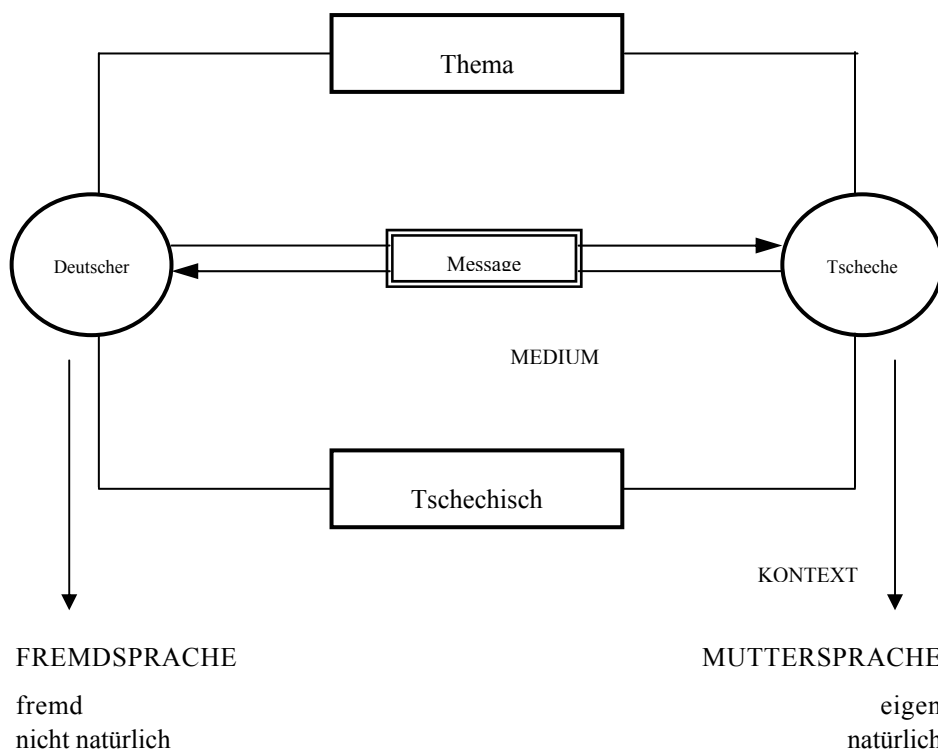 Thema
Deutscher
Message
Tscheche
MEDIUM
Tschechisch
KONTEXT
FREMDSPRACHE
MUTTERSPRACHE
fremd
eigen
nicht natürlich
natürlich